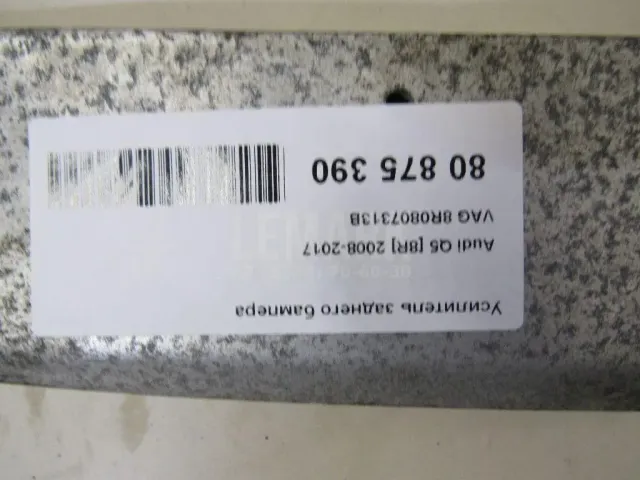 Усилитель заднего бампера
Audi Q5 [8R] 2008-2017
VAG 8R0807313B
80 875 390